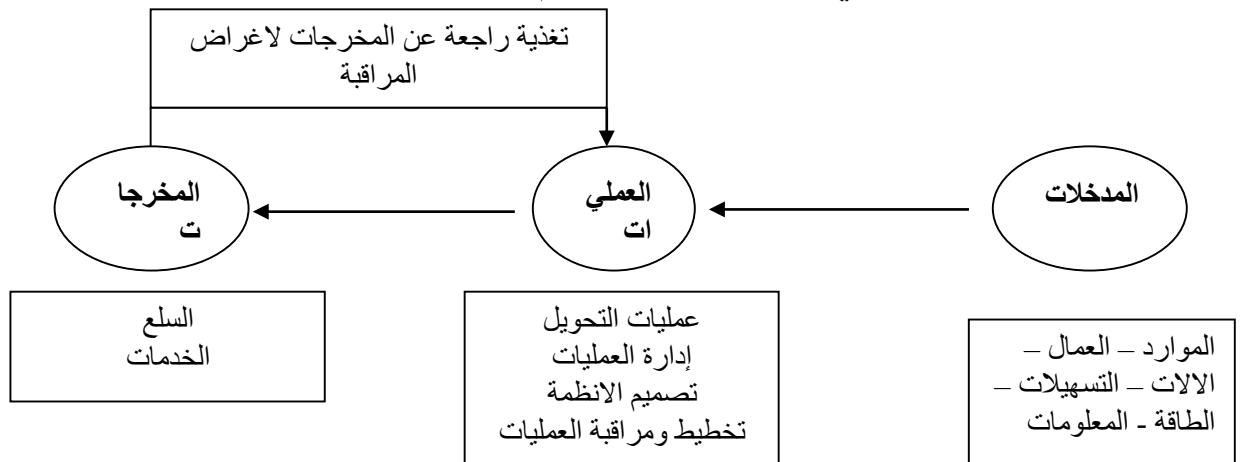 تغذية راجعة عن المخرجات لاغراض
المراقبة
المدخلات
العملي
ات
المخرجا
ت
الموارد – العمال –
الالات – التسهيلات –
الطاقة - المعلومات
عمليات التحويل
إدارة العمليات
تصميم الانظمة
تخطيط ومراقبة العمليات
السلع
الخدمات